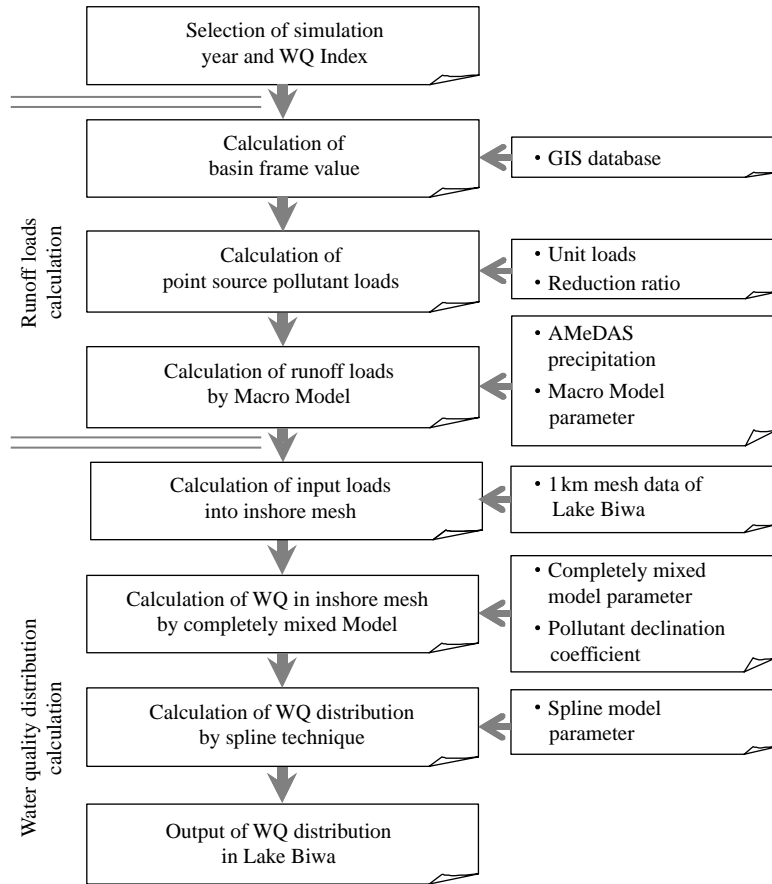 Selection of simulation
year and WQ Index
Runoff loads
calculation
Calculation of
basin frame value
・GIS database
Calculation of
point source pollutant loads
・Unit loads
・Reduction ratio
Calculation of runoff loads
by Macro Model
・AMeDAS
precipitation
・Macro Model
parameter
Water quality distribution
calculation
Calculation of input loads
into inshore mesh
・1km mesh data of
Lake Biwa
Calculation of WQ in inshore mesh
by completely mixed Model
・Completely mixed
model parameter
・Pollutant declination
coefficient
Calculation of WQ distribution
by spline technique
・Spline model
parameter
Output of WQ distribution
in Lake Biwa